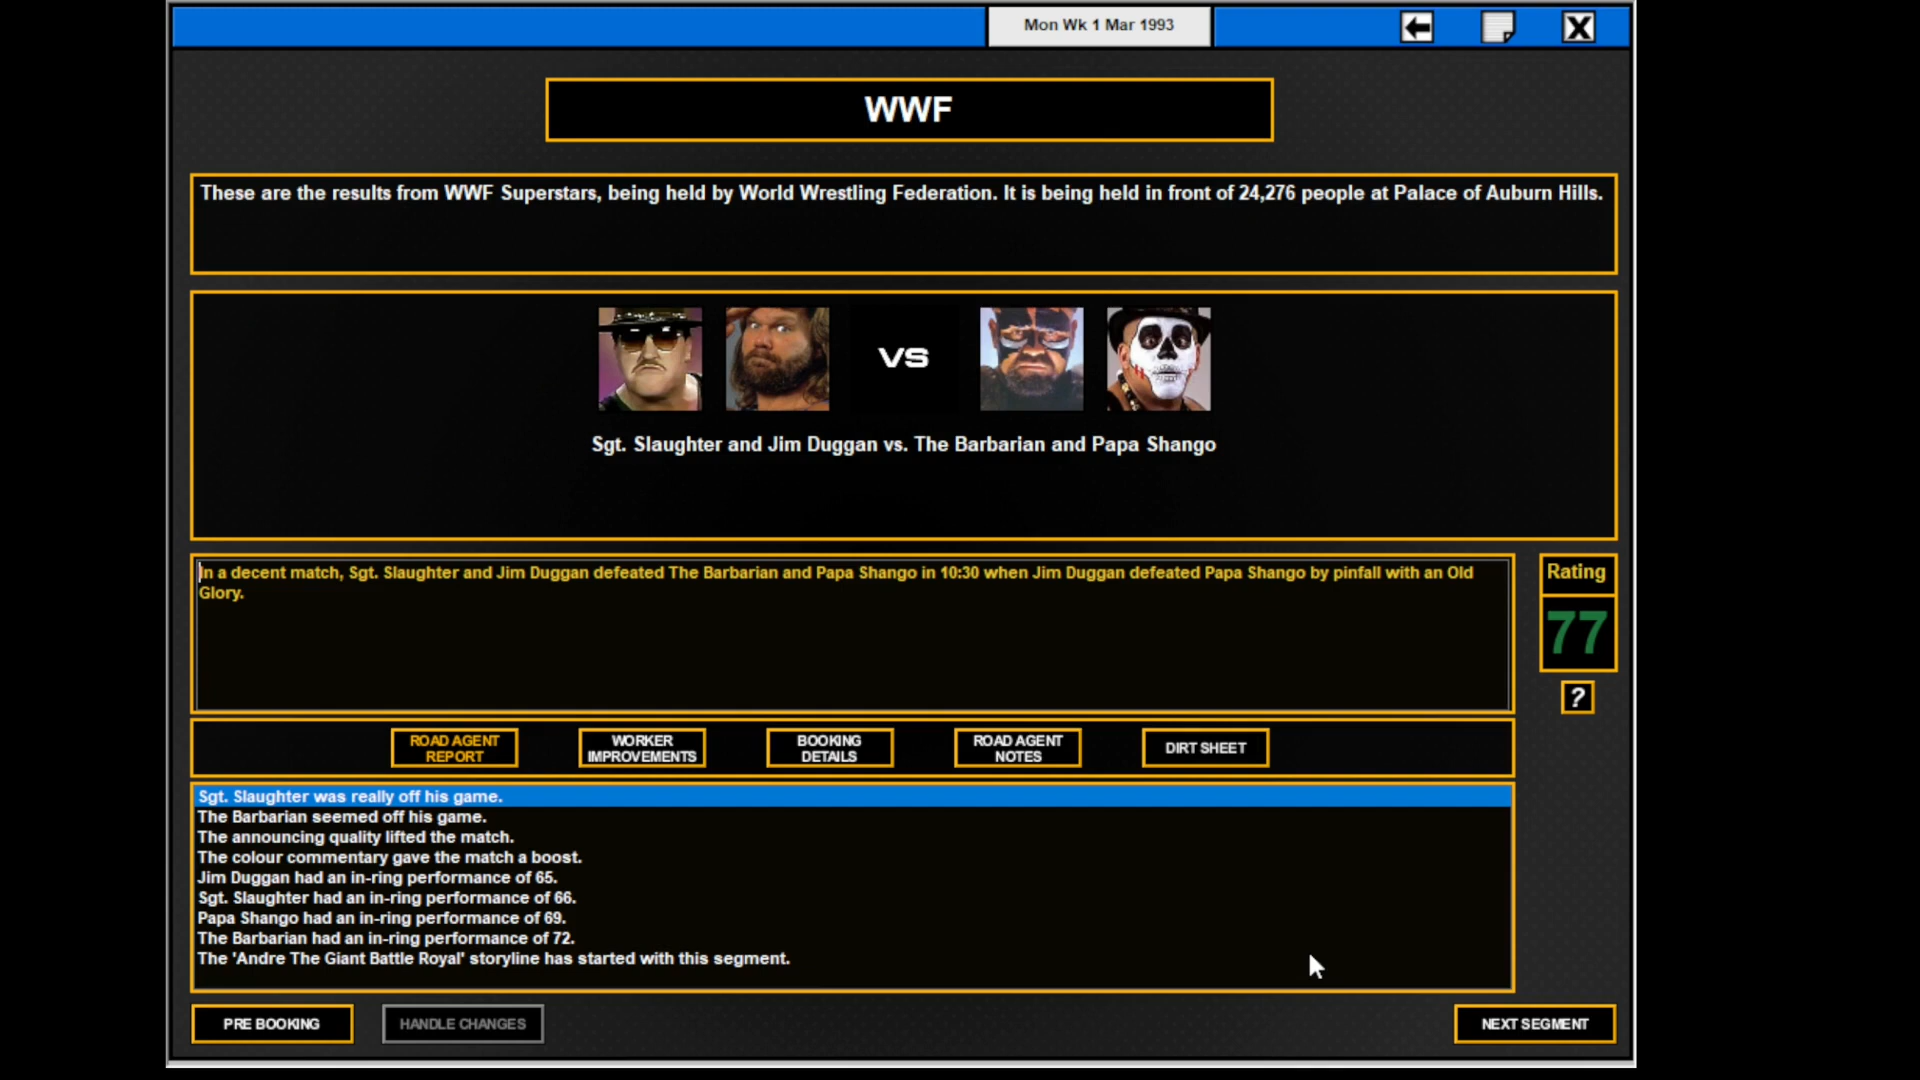 Mon Wk 1 Mar 1993
X
WWF
These are the results from WWF Superstars, being held by World Wrestling Federation. It is being held in front of 24,276 people at Palace of Auburn Hills.
VS
Sgt. Slaughter and Jim Duggan vs. The Barbarian and Papa Shango
In a decent match, Sgt. Slaughter and Jim Duggan defeated The Barbarian and Papa Shango in 10:30 when Jim Duggan defeated Papa Shango by pinfall with an Old
Glory.
Rating
77
?
ROAD AGENT
REPORT
WORKER
IMPROVEMENTS
BOOKING
DETAILS
ROAD AGENT
NOTES
DIRT SHEET
Sgt. Slaughter was really off his game.
The Barbarian seemed off his game.
The announcing quality lifted the match.
The colour commentary gave the match a boost.
Jim Duggan had an in-ring performance of 65.
Sgt. Slaughter had an in-ring performance of 66.
Papa Shango had an in-ring performance of 69.
The Barbarian had an in-ring performance of 72.
The 'Andre The Giant Battle Royal' storyline has started with this segment.
PRE BOOKING
HANDLE CHANGES
NEXT SEGMENT